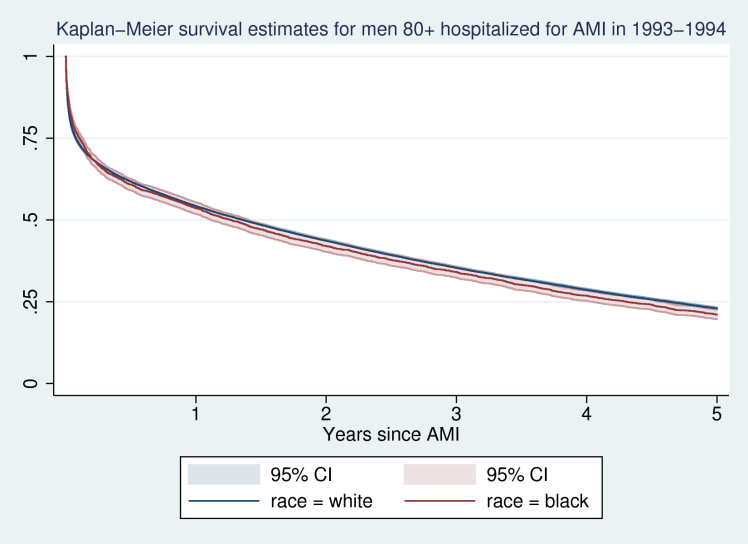 Kaplan−Meier survival estimates for men 80+ hospitalized for AMI in 1993−1994
1
.75
.5
.25
0
1 2 3 4 5
Years since AMI
95% CI 95% CI
race = white race = black